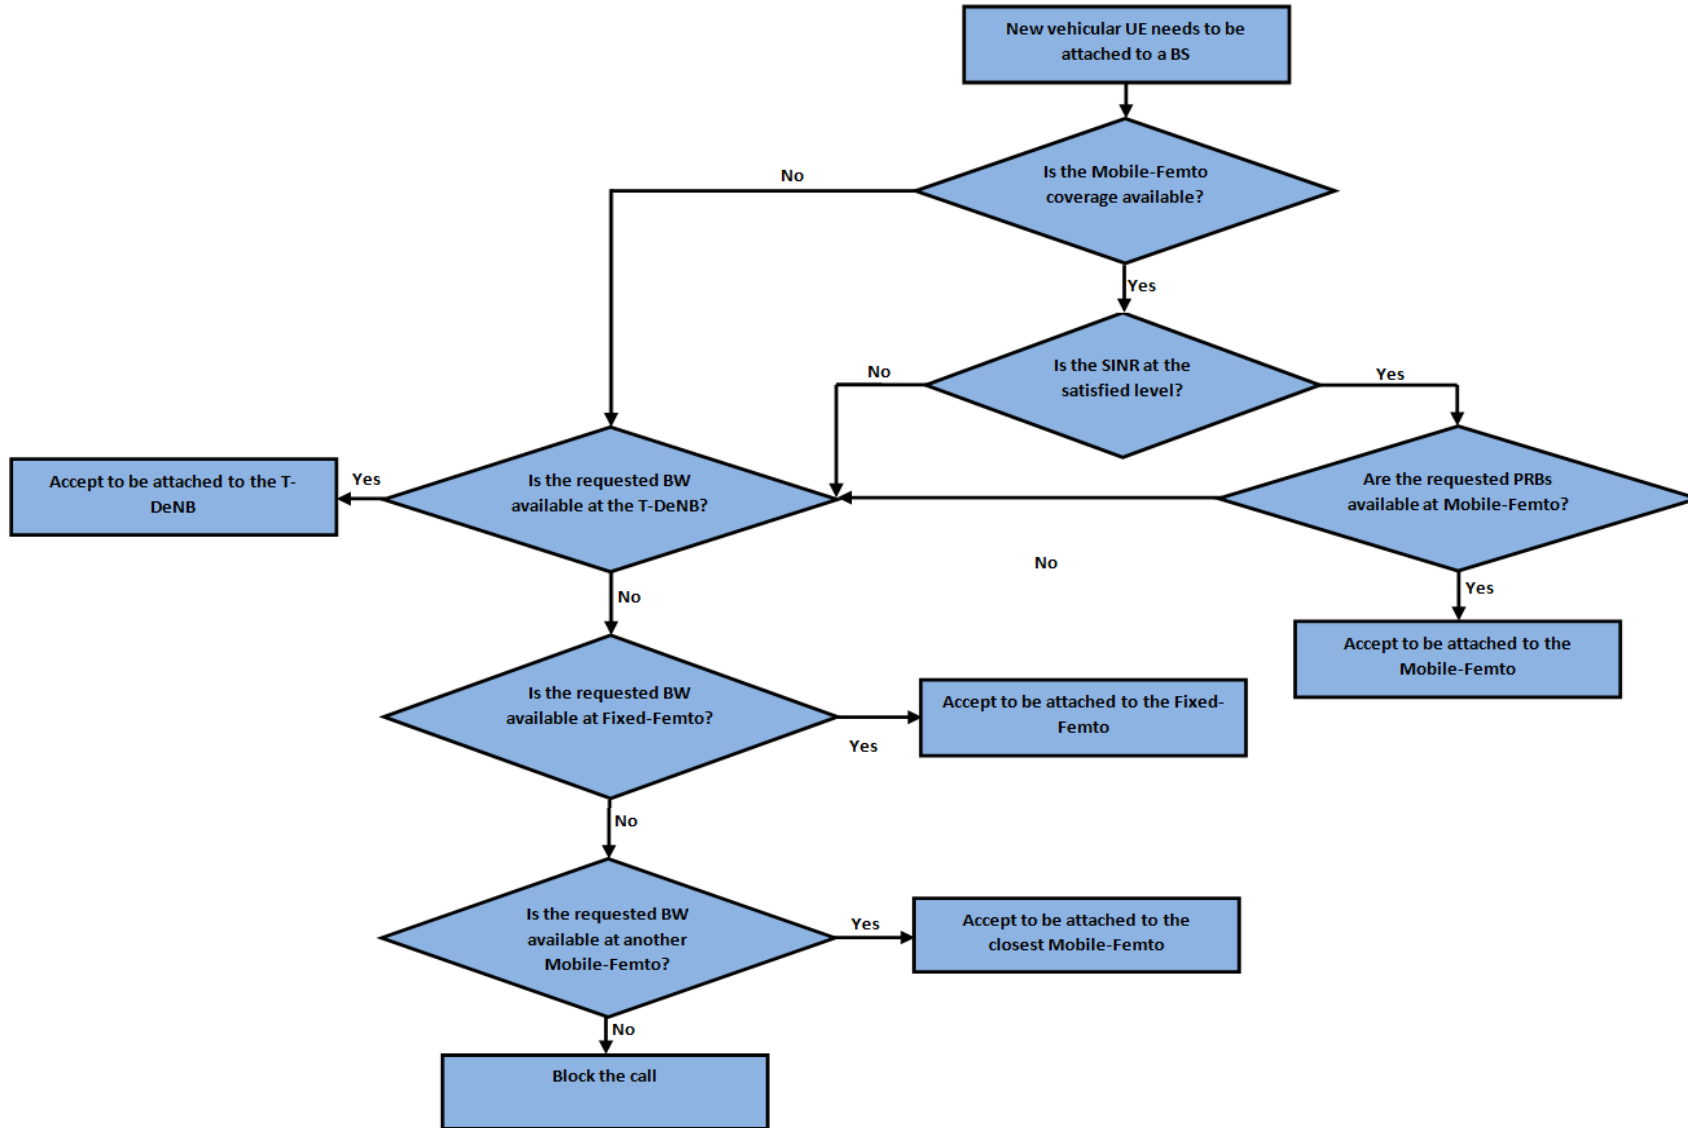 New vehicular UE needs to be
attached to a BS
Is the Mobile-Femto
coverage available?
No
Yes
Is the SINR at the
satisfied level?
No
Yes
Is the requested BW
available at the T-DeNB?
Yes
Accept to be attached to the T-
DeNB
Are the requested PRBs
available at Mobile-Femto?
No
Yes
Accept to be attached to the
Mobile-Femto
No
Is the requested BW
available at Fixed-Femto?
Yes
Accept to be attached to the Fixed-
Femto
No
Is the requested BW
available at another
Mobile-Femto?
Yes
Accept to be attached to the
closest Mobile-Femto
No
Block the call